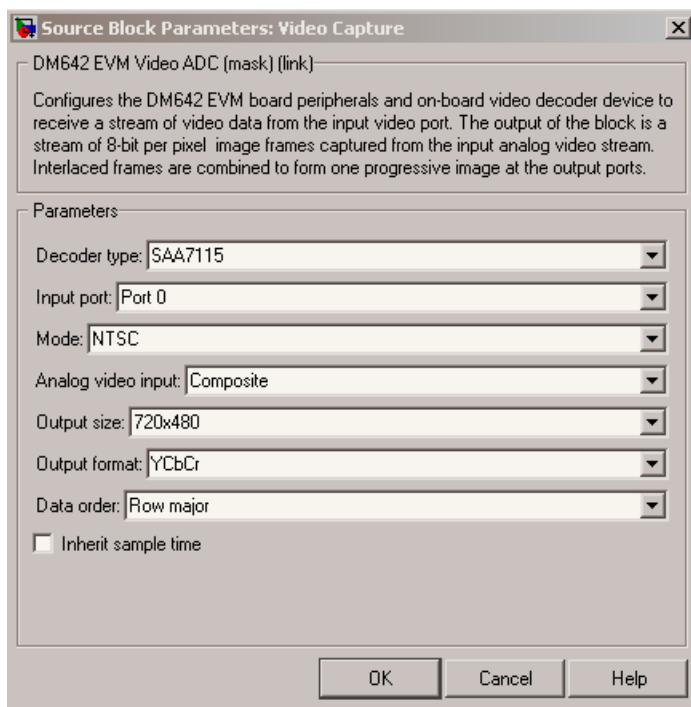 Source Block Parameters: Video Capture
DM642 EVM Video ADC (mask) (link)
Configures the DM642 EVM board peripherals and on-board video decoder device to
receive a stream of video data from the input video port. The output of the block is a
stream of 8-bit per pixel image frames captured from the input analog video stream.
Interlaced frames are combined to form one progressive image at the output ports.
Parameters
Decoder type: SAA7115
Input port: Port 0
Mode: NTSC
Analog video input: Composite
Output size: 720x480
Output format: YCbCr
Data order: Row major
Inherit sample time
OK Cancel Help